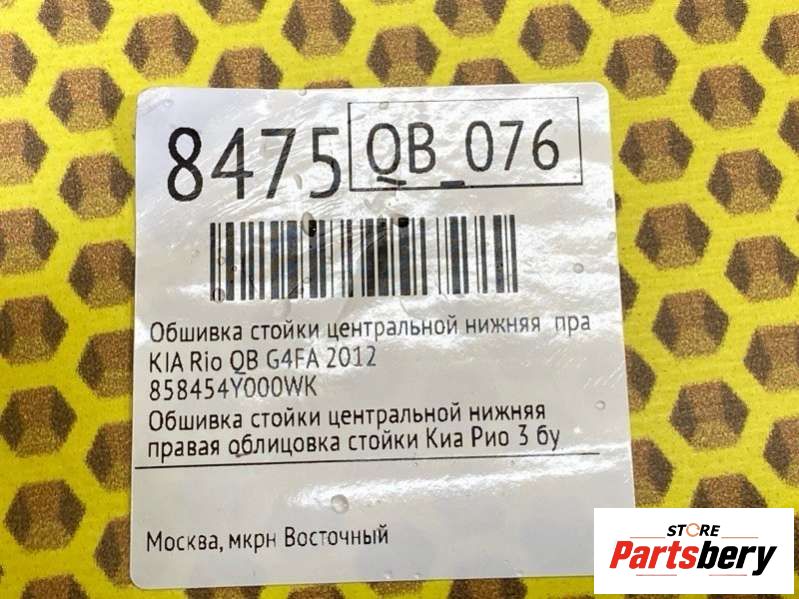 8475 QB_076
Обшивка стойки центральной нижняя пра
KIA Rio QB G4FA 2012
858454Y000WK
Обшивка стойки центральной нижняя
правая облицовка стойки Киа Рио 3 бу
Москва, мкрн Восточный
STORE
Partsbery